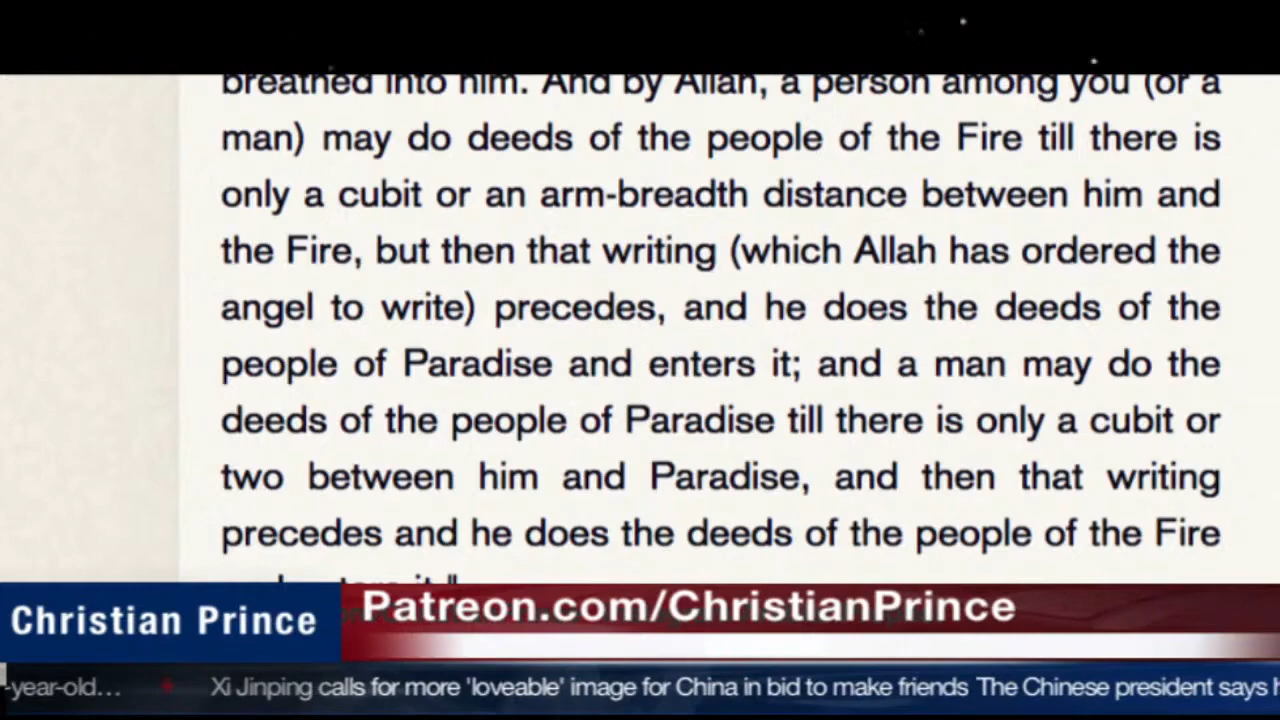 breathed into him. And by Allah, a person among you (or a
man) may do deeds of the people of the Fire till there is
only a cubit or an arm-breadth distance between him and
the Fire, but then that writing (which Allah has ordered the
angel to write) precedes, and he does the deeds of the
people of Paradise and enters it; and a man may do the
deeds of the people of Paradise till there is only a cubit or
two between him and Paradise, and then that writing
precedes and he does the deeds of the people of the Fire
it."
Christian Prince
Patreon.com/ChristianPrince
-year-old...
Xi Jinping calls for more 'loveable' image for China in bid to make friends The Chinese president says h